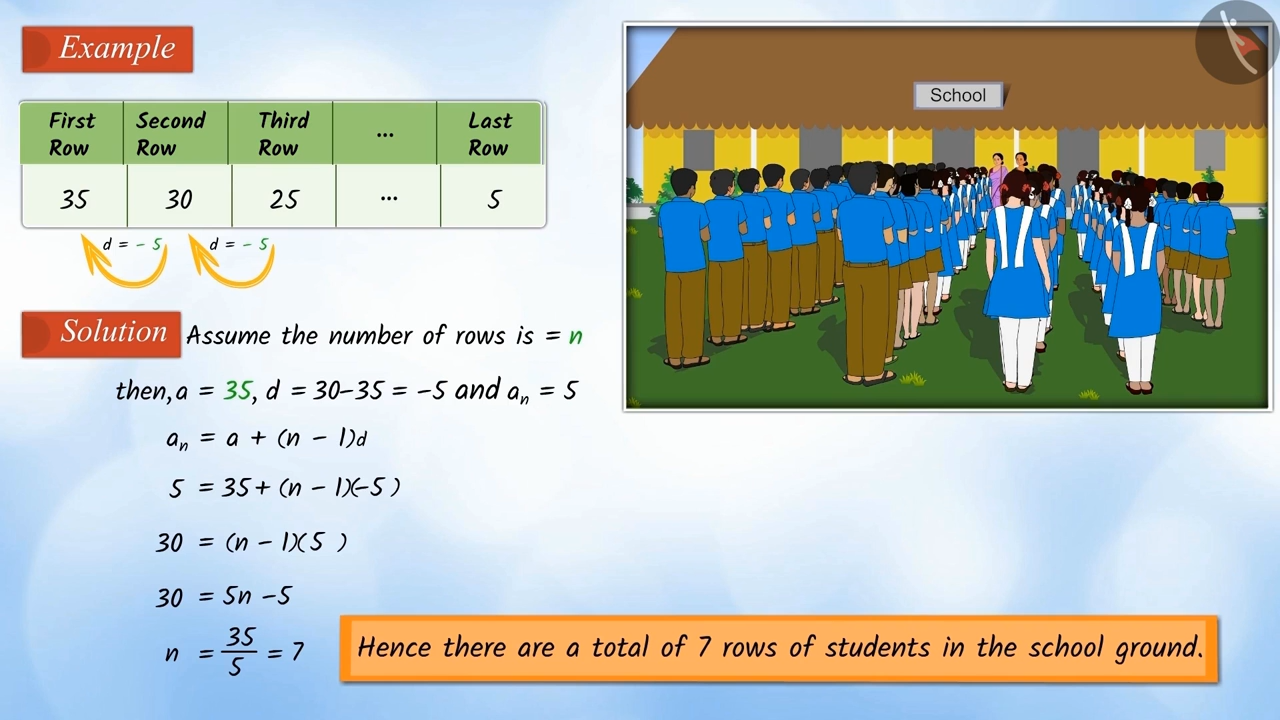 Example
First Row Second Row Third Row ... Last Row
35 30 25 ... 5
d = - 5 d = - 5
School
Solution Assume the number of rows is = n
then, a = 35, d = 30-35 = -5 and aₙ = 5
aₙ = a + (n - 1)d
5 = 35 + (n - 1)(-5 )
30 = (n - 1)(5 )
30 = 5n -5
n = 35/5 = 7
Hence there are a total of 7 rows of students in the school ground.